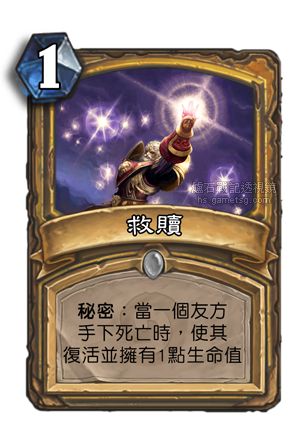 1
爐石戰記透視鏡
hs.gametsg.com
救贖
秘密：當一個友方
手下死亡時，使其
復活並擁有1點生命值